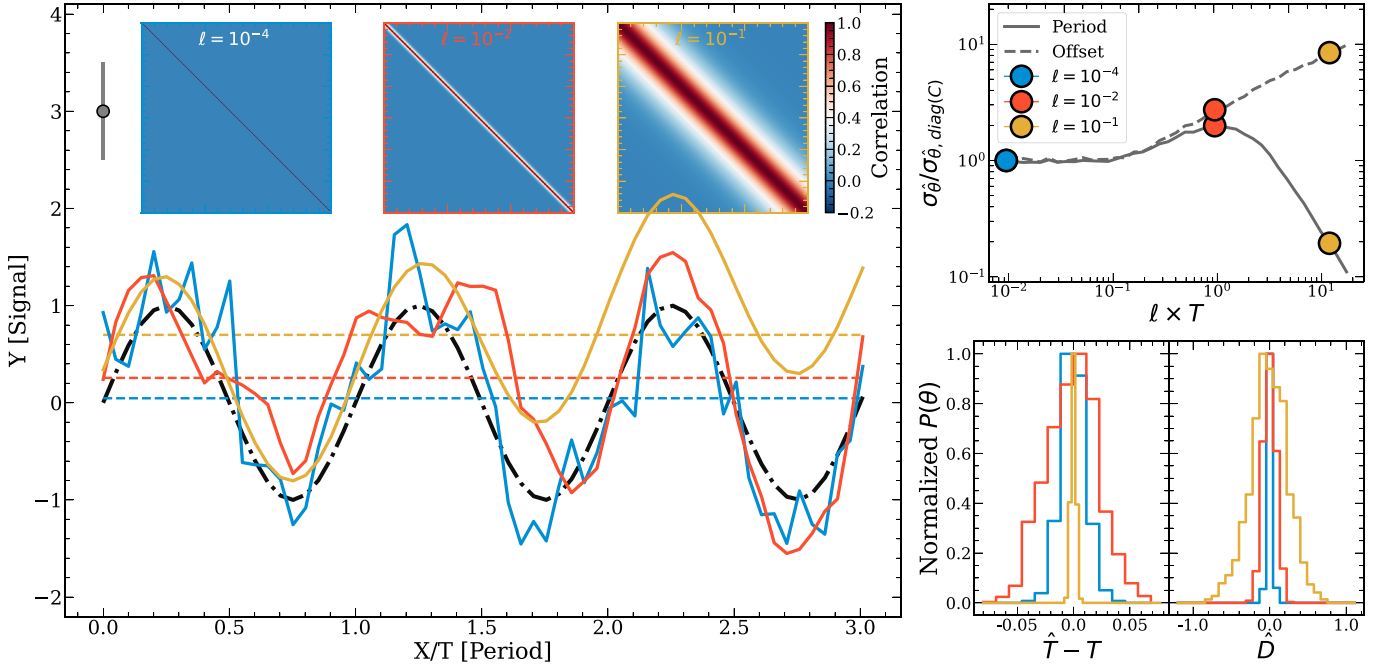 4
3
2
1
0
−1
−2
Y [Signal]
0.0
0.5
1.0
1.5
2.0
2.5
3.0
X/T [Period]
ℓ = 10⁻⁴
ℓ = 10⁻²
ℓ = 10⁻¹
1.0
0.8
0.6
0.4
0.2
0.0
−0.2
Correlation
σ_θ̂/σ_θ̂, diag(C)
10¹
10⁰
10⁻¹
Period
Offset
ℓ = 10⁻⁴
ℓ = 10⁻²
ℓ = 10⁻¹
10⁻²
10⁻¹
10⁰
10¹
ℓ × T
Normalized P(θ)
1.0
0.8
0.6
0.4
0.2
0.0
-0.05
0.0
0.05
T̂ − T
-1.0
0.0
1.0
D̂